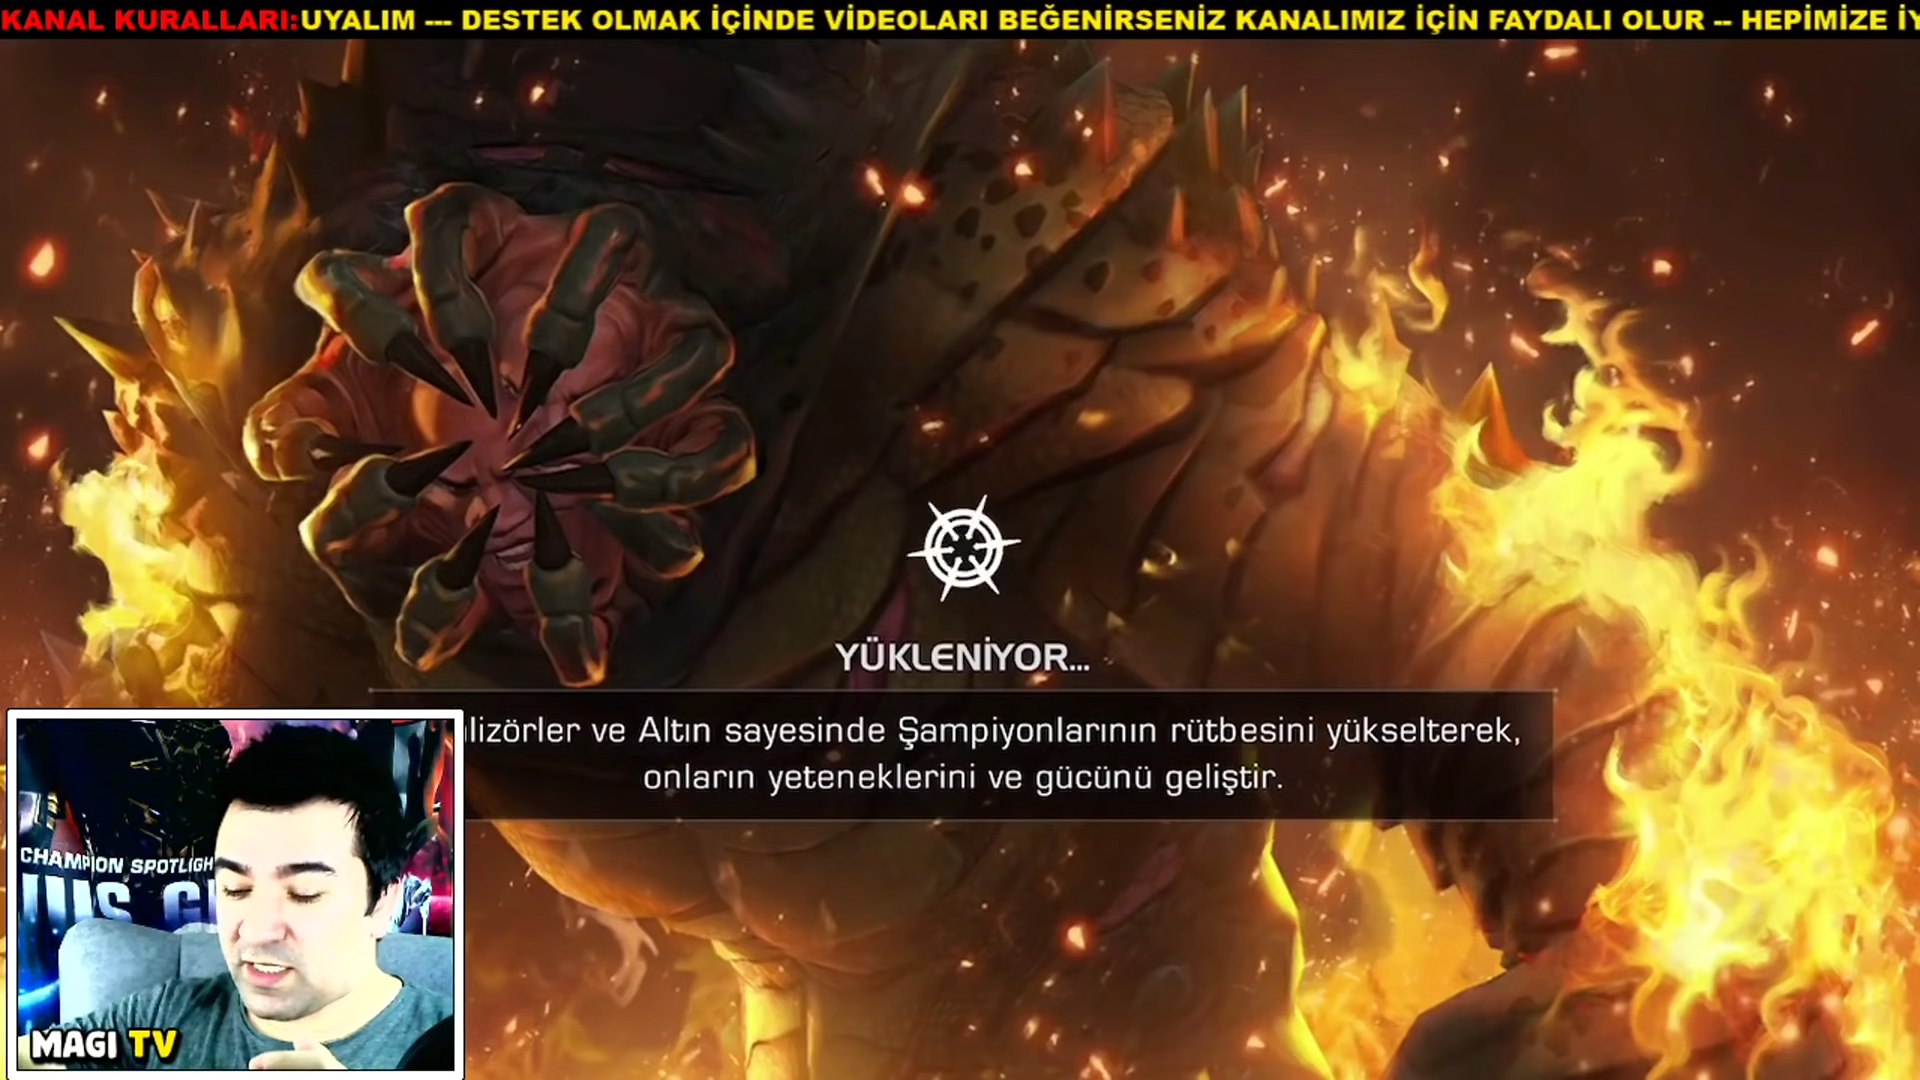 KANAL KURALLARI:UYALIM --- DESTEK OLMAK İÇİNDE VİDEOLARI BEĞENİRSENİZ KANALIMIZ İÇİN FAYDALI OLUR -- HEPİMİZE
YÜKLENİYOR...
ve Altın sayesinde Şampiyonlarının rütbesini yükselterek,
onların yeteneklerini ve gücünü geliştir.
CHAMPION SPOTLIGH
MAGI TV